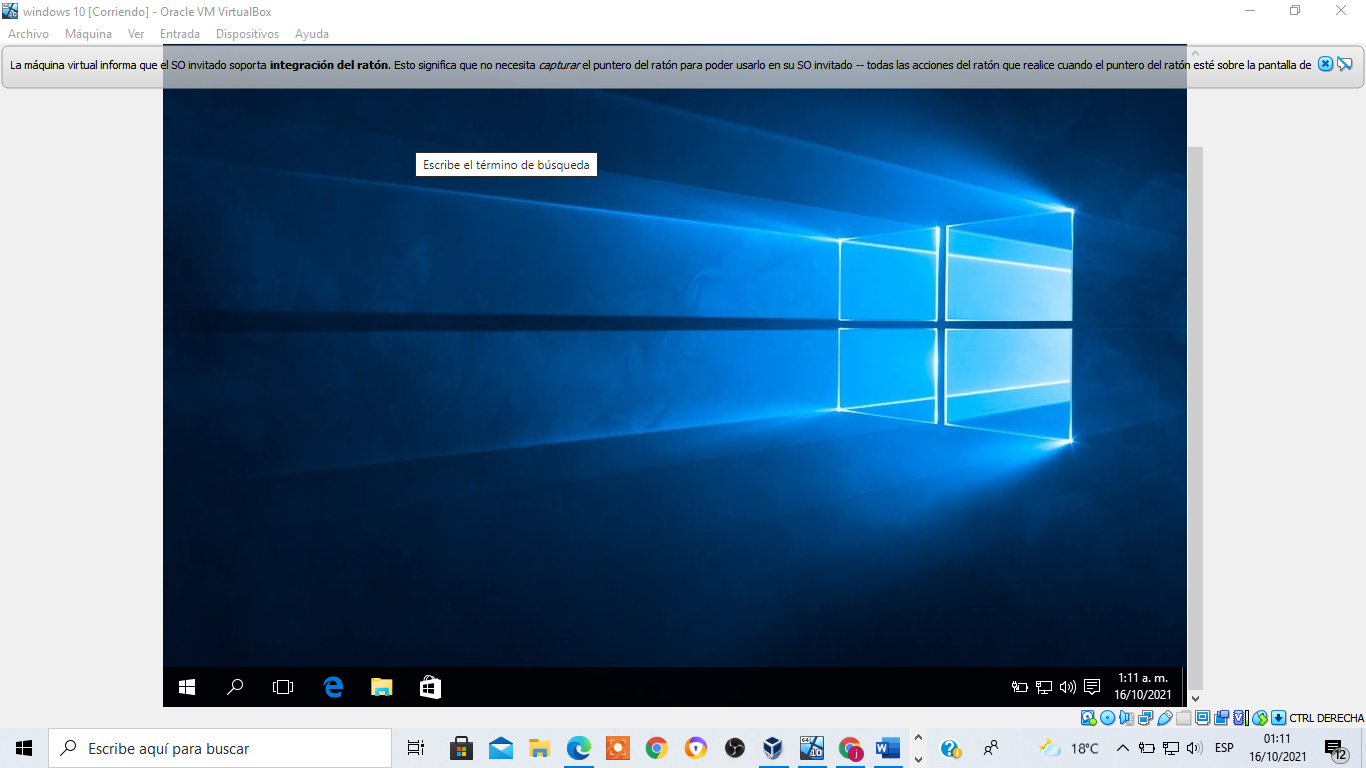 windows 10 [Corriendo] - Oracle VM VirtualBox
Archivo Máquina Ver Entrada Dispositivos Ayuda
La máquina virtual informa que el SO invitado soporta integración del ratón. Esto significa que no necesita capturar el puntero del ratón para poder usarlo en su SO invitado -- todas las acciones del ratón que realice cuando el puntero del ratón esté sobre la pantalla de
Escribe el término de búsqueda
1:11 a. m.
16/10/2021
CTRL DERECHA
Escribe aquí para buscar
18°C
ESP
01:11
16/10/2021
12